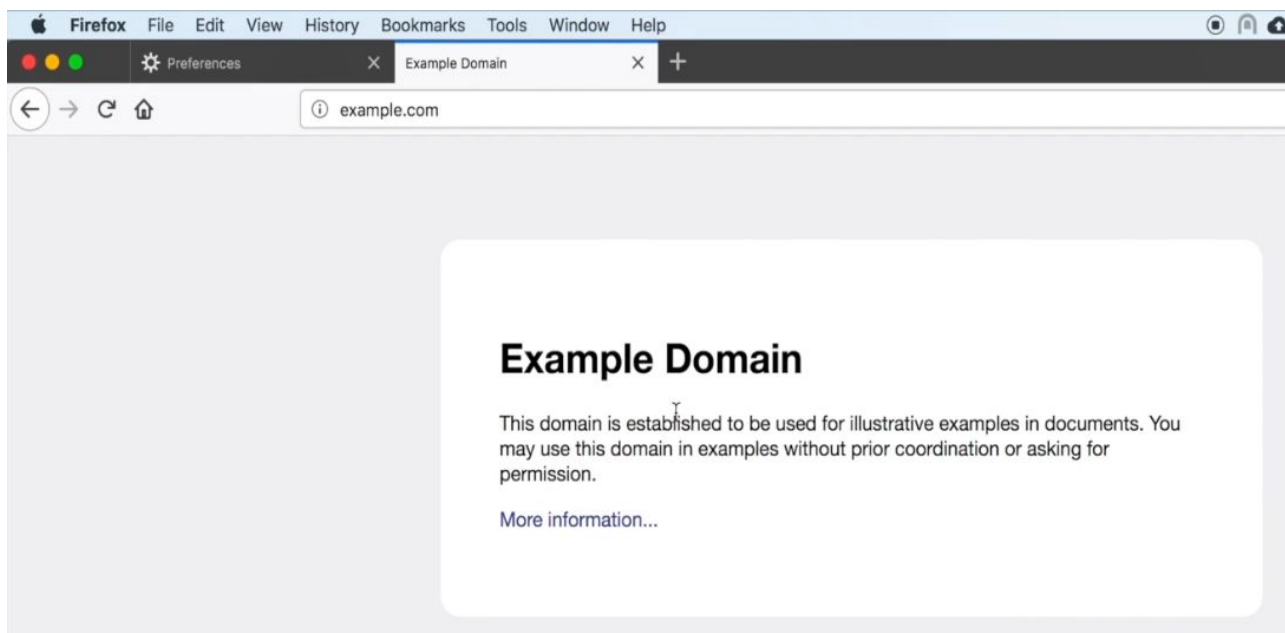 Firefox File Edit View History Bookmarks Tools Window Help
Preferences Example Domain
example.com
Example Domain
This domain is established to be used for illustrative examples in documents. You
may use this domain in examples without prior coordination or asking for
permission.
More information...